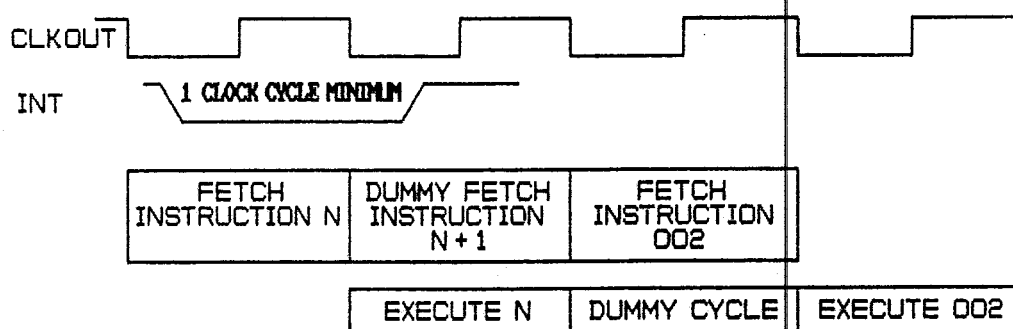 CLKOUT
1 CLOCK CYCLE MINIMUM
INT
FETCH INSTRUCTION N
DUMMY FETCH INSTRUCTION N + 1
FETCH INSTRUCTION 002
EXECUTE N
DUMMY CYCLE
EXECUTE 002